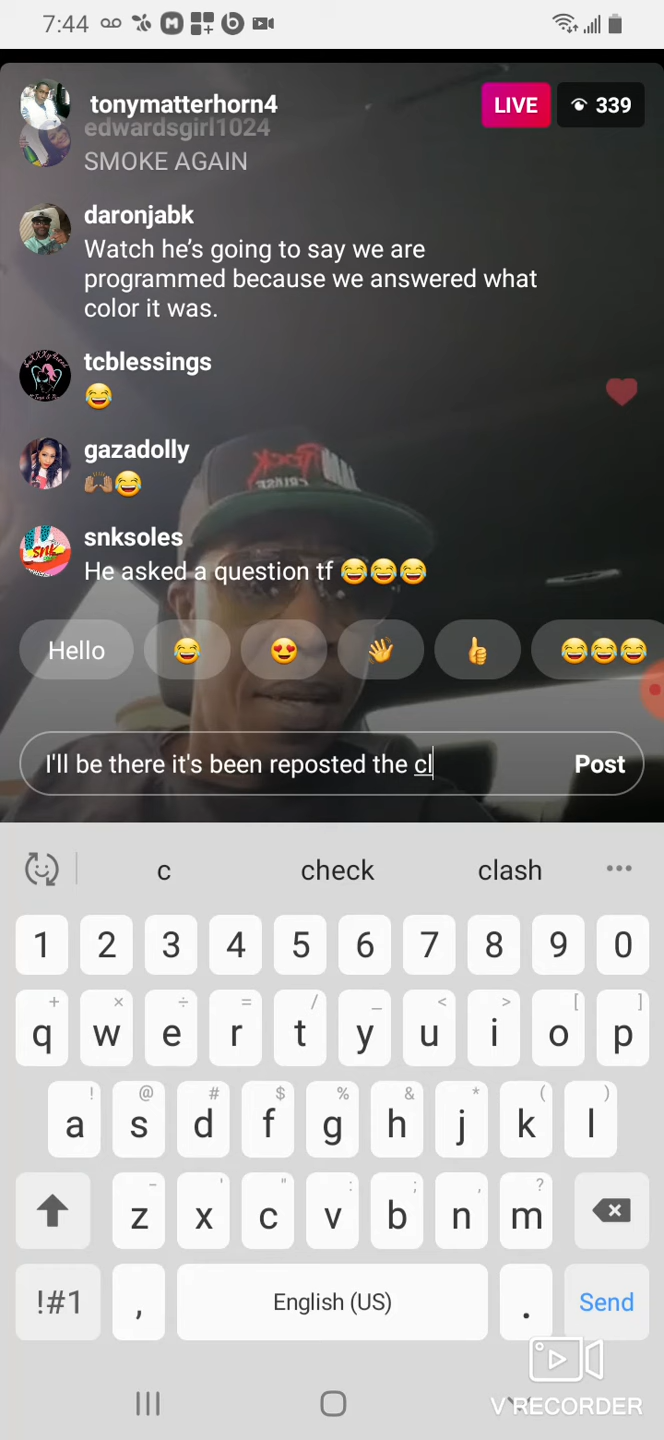 7:44
tonymatterhorn4
LIVE
339
edwardsgirl1024
SMOKE AGAIN
daronjabk
Watch he’s going to say we are
programmed because we answered what
color it was.
tcblessings
😂
gazadolly
🙌🏽😂
snksoles
He asked a question tf 😂😂😂
Hello 😂 😍 👋 👍 😂😂😂
I'll be there it's been reposted the cl
Post
c check clash •••
1 2 3 4 5 6 7 8 9 0
+ × ÷ = / _ < > [ ]
q w e r t y u i o p
! @ # $ % & * ( )
a s d f g h j k l
- ' " : ; , ?
z x c v b n m
!#1 , English (US) . Send
V RECORDER